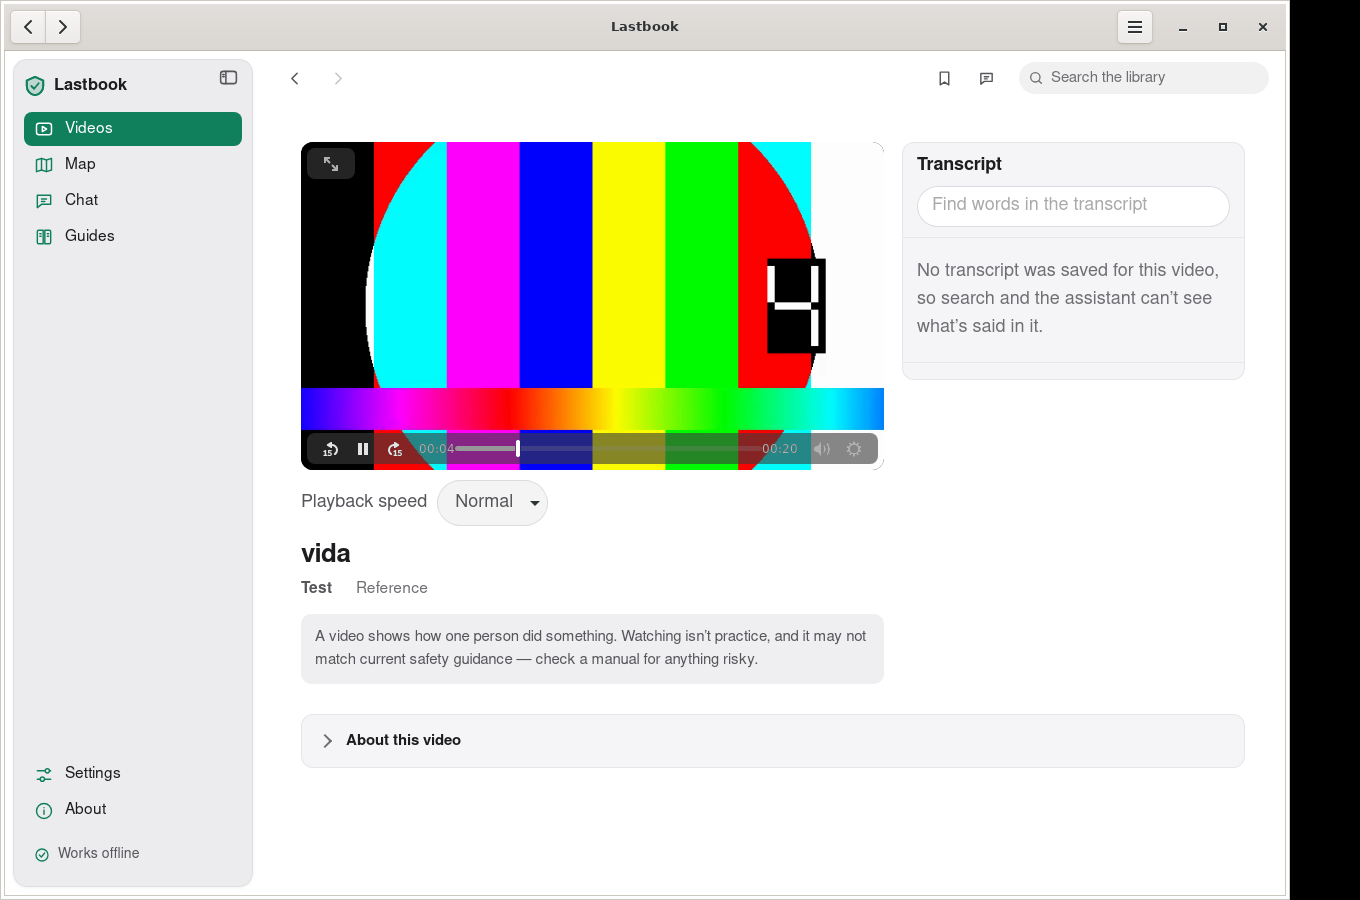 Lastbook
Lastbook
Search the library
Videos
Map
Chat
Guides
4
15
15
00:04
00:20
Transcript
Find words in the transcript
No transcript was saved for this video,
so search and the assistant can’t see
what’s said in it.
Playback speed
Normal
vida
Test Reference
A video shows how one person did something. Watching isn’t practice, and it may not
match current safety guidance — check a manual for anything risky.
About this video
Settings
About
Works offline